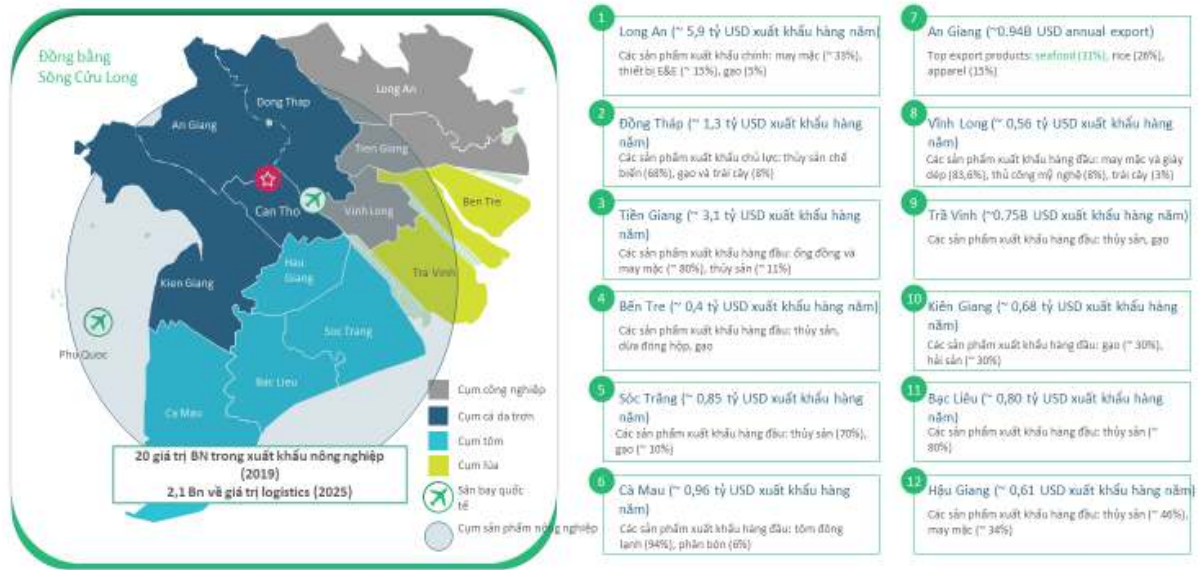 Đồng bằng
Sông Cửu Long
Long An
Dong Thap
An Giang
Tien Giang
Can Tho
Vinh Long
Ben Tre
Hau
Giang
Tra Vinh
Kien Giang
Soc Trang
Phu Quoc
Bac Lieu
Ca Mau
Cụm công nghiệp
Cụm cá da trơn
Cụm tôm
Cụm lúa
Sân bay quốc
tế
Cụm sản phẩm nông nghiệp
20 giá trị BN trong xuất khẩu nông nghiệp
(2019)
2,1 Bn về giá trị logistics (2025)
1
Long An (~ 5,9 tỷ USD xuất khẩu hàng năm)
Các sản phẩm xuất khẩu chính: may mặc (~ 33%),
thiết bị E&E (~ 15%), gạo (5%)
2
Đồng Tháp (~ 1,3 tỷ USD xuất khẩu hàng
năm)
Các sản phẩm xuất khẩu chủ lực: thủy sản chế
biến (68%), gạo và trái cây (8%)
3
Tiền Giang (~ 3,1 tỷ USD xuất khẩu hàng
năm)
Các sản phẩm xuất khẩu hàng đầu: ống đồng và
may mặc (~ 80%), thủy sản (~ 11%)
4
Bến Tre (~ 0,4 tỷ USD xuất khẩu hàng năm)
Các sản phẩm xuất khẩu hàng đầu: thủy sản,
dừa đóng hộp, gạo
5
Sóc Trăng (~ 0,85 tỷ USD xuất khẩu hàng
năm)
Các sản phẩm xuất khẩu hàng đầu: thủy sản (70%),
gạo (~ 10%)
6
Cà Mau (~ 0,96 tỷ USD xuất khẩu hàng
năm)
Các sản phẩm xuất khẩu hàng đầu: tôm đông
lạnh (94%), phân bón (6%)
7
An Giang (~0.94B USD annual export)
Top export products: seafood (31%), rice (26%),
apparel (15%)
8
Vĩnh Long (~ 0,56 tỷ USD xuất khẩu hàng
năm)
Các sản phẩm xuất khẩu hàng đầu: may mặc và giày
dép (83,6%), thủ công mỹ nghệ (8%), trái cây (3%)
9
Trà Vinh (~0.75B USD xuất khẩu hàng năm)
Các sản phẩm xuất khẩu hàng đầu: thủy sản, gạo
10
Kiên Giang (~ 0,68 tỷ USD xuất khẩu hàng
năm)
Các sản phẩm xuất khẩu hàng đầu: gạo (~ 30%),
hải sản (~ 30%)
11
Bạc Liêu (~ 0,80 tỷ USD xuất khẩu hàng
năm)
Các sản phẩm xuất khẩu hàng đầu: thủy sản (~
80%)
12
Hậu Giang (~ 0,61 tỷ USD xuất khẩu hàng năm)
Các sản phẩm xuất khẩu hàng đầu: thủy sản (~ 46%),
may mặc (~ 34%)